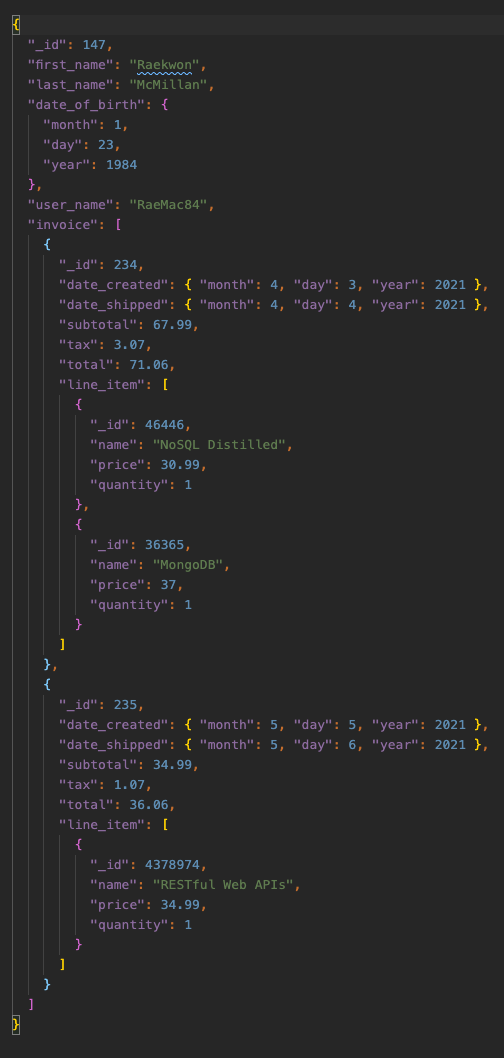 {
  "_id": 147,
  "first_name": "Raekwon",
  "last_name": "McMillan",
  "date_of_birth": {
    "month": 1,
    "day": 23,
    "year": 1984
  },
  "user_name": "RaeMac84",
  "invoice": [
    {
      "_id": 234,
      "date_created": { "month": 4, "day": 3, "year": 2021 },
      "date_shipped": { "month": 4, "day": 4, "year": 2021 },
      "subtotal": 67.99,
      "tax": 3.07,
      "total": 71.06,
      "line_item": [
        {
          "_id": 46446,
          "name": "NoSQL Distilled",
          "price": 30.99,
          "quantity": 1
        },
        {
          "_id": 36365,
          "name": "MongoDB",
          "price": 37,
          "quantity": 1
        }
      ]
    },
    {
      "_id": 235,
      "date_created": { "month": 5, "day": 5, "year": 2021 },
      "date_shipped": { "month": 5, "day": 6, "year": 2021 },
      "subtotal": 34.99,
      "tax": 1.07,
      "total": 36.06,
      "line_item": [
        {
          "_id": 4378974,
          "name": "RESTful Web APIs",
          "price": 34.99,
          "quantity": 1
        }
      ]
    }
  ]
}